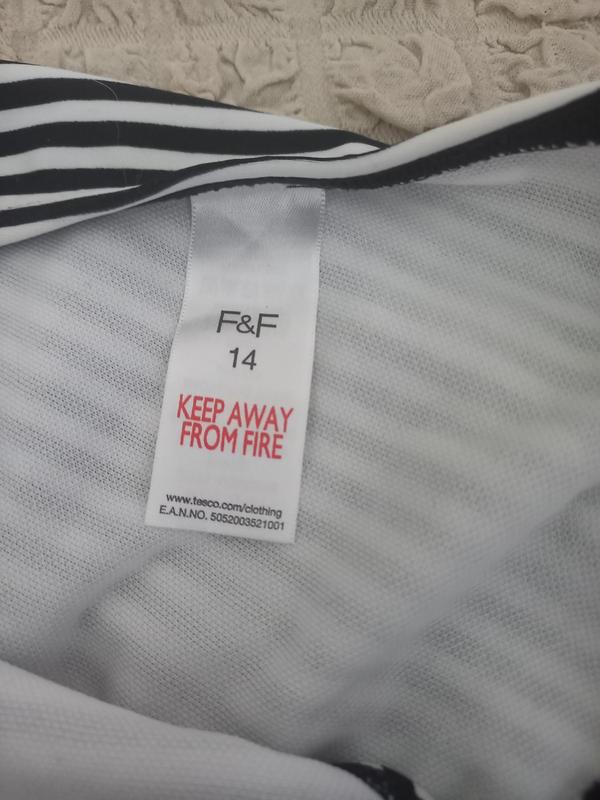 F&F
14
KEEP AWAY
FROM FIRE
www.tesco.com/clothing
E.A.N.NO. 5052003521001